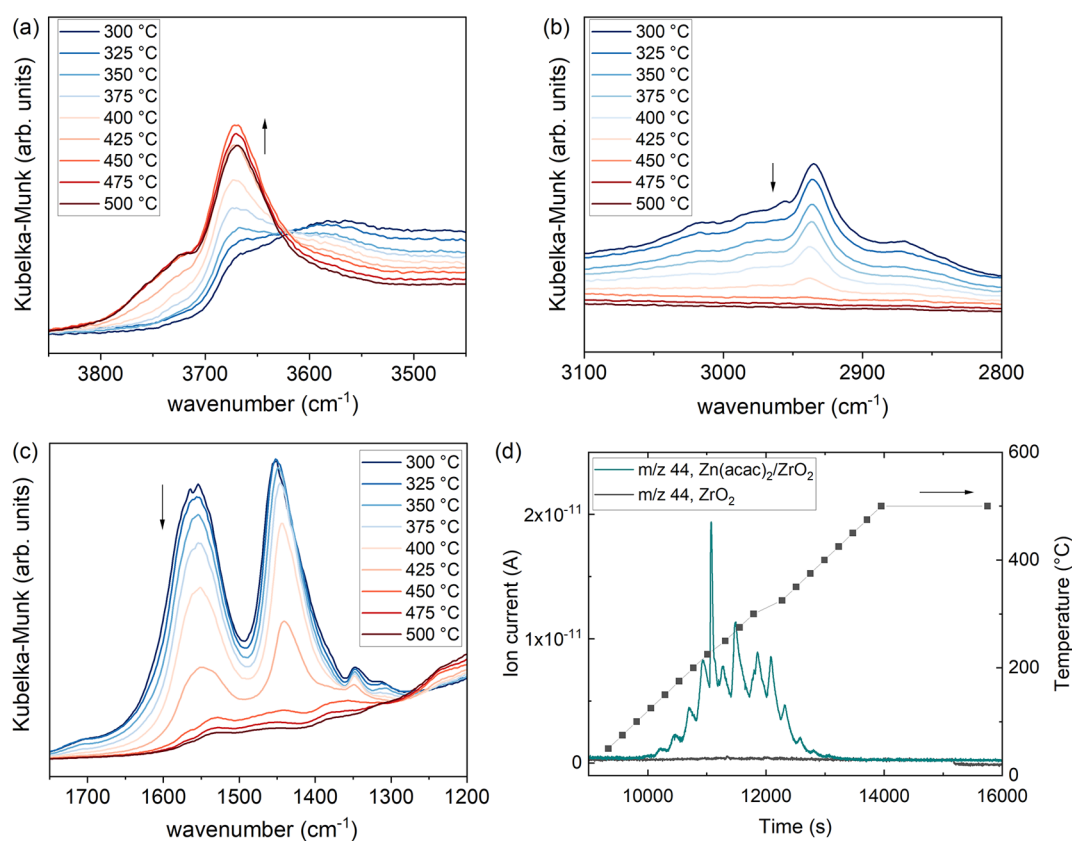 (a)
300 °C
325 °C
350 °C
375 °C
400 °C
425 °C
450 °C
475 °C
500 °C
Kubelka-Munk (arb. units)
3800 3700 3600 3500
wavenumber (cm⁻¹)
(b)
300 °C
325 °C
350 °C
375 °C
400 °C
425 °C
450 °C
475 °C
500 °C
Kubelka-Munk (arb. units)
3100 3000 2900 2800
wavenumber (cm⁻¹)
(c)
300 °C
325 °C
350 °C
375 °C
400 °C
425 °C
450 °C
475 °C
500 °C
Kubelka-Munk (arb. units)
1700 1600 1500 1400 1300 1200
wavenumber (cm⁻¹)
(d)
m/z 44, Zn(acac)₂/ZrO₂
m/z 44, ZrO₂
Ion current (A)
2x10⁻¹¹
1x10⁻¹¹
0
Temperature (°C)
600
500
400
300
200
100
0
10000 12000 14000 16000
Time (s)